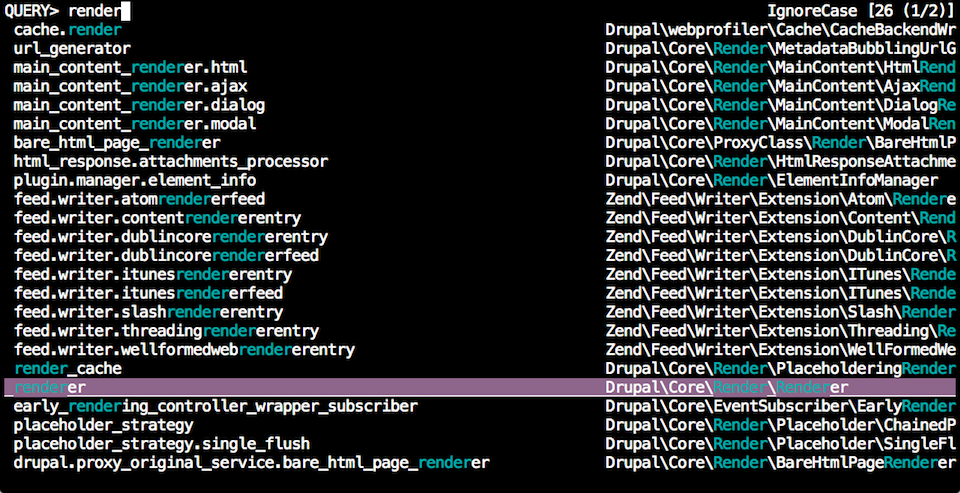 QUERY> render IgnoreCase [26 (1/2)]
cache.render Drupal\webprofiler\Cache\CacheBackendWr
url_generator Drupal\Core\Render\MetadataBubblingUrlG
main_content_renderer.html Drupal\Core\Render\MainContent\HtmlRend
main_content_renderer.ajax Drupal\Core\Render\MainContent\AjaxRend
main_content_renderer.dialog Drupal\Core\Render\MainContent\DialogRe
main_content_renderer.modal Drupal\Core\Render\MainContent\ModalRen
bare_html_page_renderer Drupal\Core\ProxyClass\Render\BareHtmlP
html_response.attachments_processor Drupal\Core\Render\HtmlResponseAttachme
plugin.manager.element_info Drupal\Core\Render\ElementInfoManager
feed.writer.atomrendererfeed Zend\Feed\Writer\Extension\Atom\Rendere
feed.writer.contentrendererentry Zend\Feed\Writer\Extension\Content\Rend
feed.writer.dublincorerendererentry Zend\Feed\Writer\Extension\DublinCore\R
feed.writer.dublincorerendererfeed Zend\Feed\Writer\Extension\DublinCore\R
feed.writer.itunesrendererentry Zend\Feed\Writer\Extension\ITunes\Rende
feed.writer.itunesrendererfeed Zend\Feed\Writer\Extension\ITunes\Rende
feed.writer.slashrendererentry Zend\Feed\Writer\Extension\Slash\Render
feed.writer.threadingrendererentry Zend\Feed\Writer\Extension\Threading\Re
feed.writer.wellformedwebrendererentry Zend\Feed\Writer\Extension\WellFormedWe
render_cache Drupal\Core\Render\PlaceholderingRender
renderer Drupal\Core\Render\Renderer
early_rendering_controller_wrapper_subscriber Drupal\Core\EventSubscriber\EarlyRender
placeholder_strategy Drupal\Core\Render\Placeholder\ChainedP
placeholder_strategy.single_flush Drupal\Core\Render\Placeholder\SingleFl
drupal.proxy_original_service.bare_html_page_renderer Drupal\Core\Render\BareHtmlPageRenderer